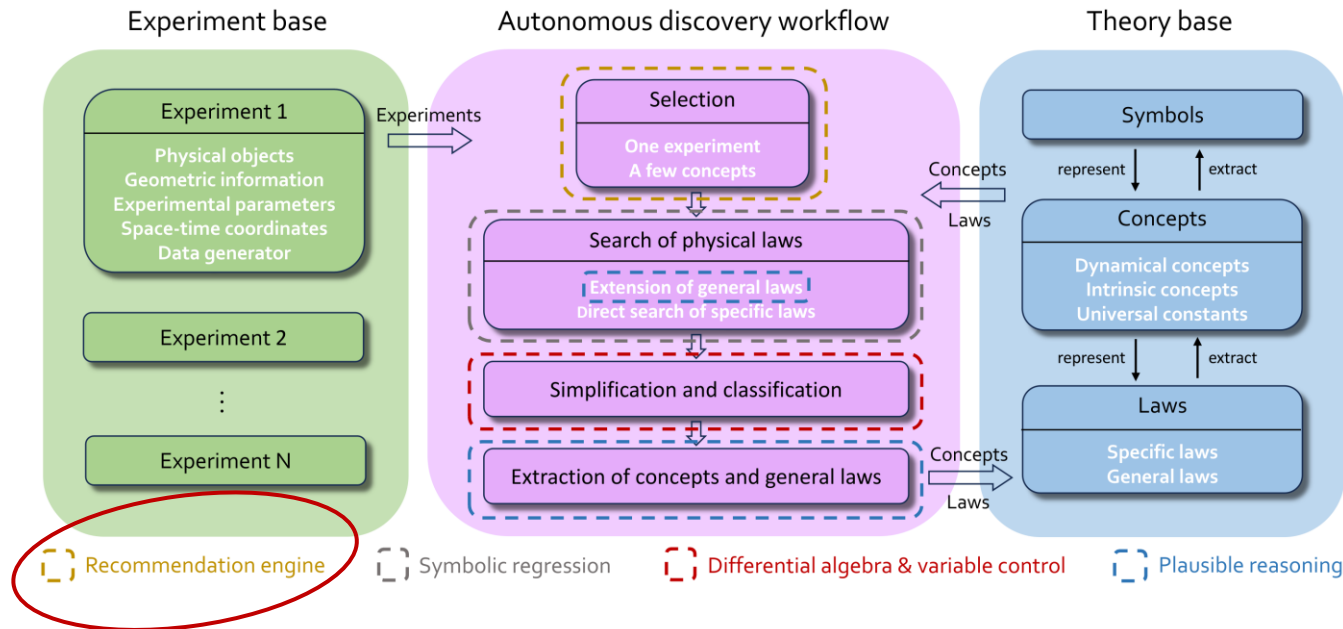 Experiment base
Autonomous discovery workflow
Theory base
Experiment 1
Physical objects
Geometric information
Experimental parameters
Space-time coordinates
Data generator
Experiment 2
⋮
Experiment N
Experiments
Selection
One experiment
A few concepts
Search of physical laws
Extension of general laws
Direct search of specific laws
Simplification and classification
Extraction of concepts and general laws
Concepts
Laws
Concepts
Laws
Symbols
represent
extract
Concepts
Dynamical concepts
Intrinsic concepts
Universal constants
represent
extract
Laws
Specific laws
General laws
Recommendation engine
Symbolic regression
Differential algebra & variable control
Plausible reasoning